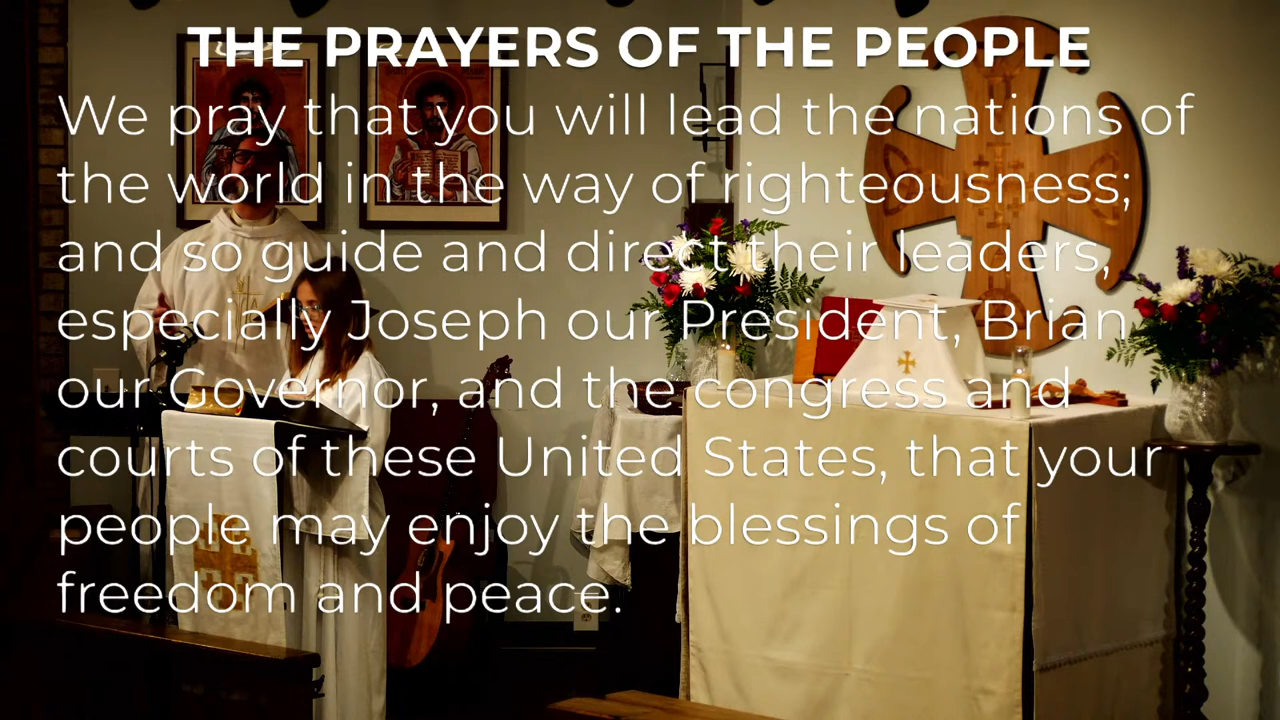 THE PRAYERS OF THE PEOPLE
We pray that you will lead the nations of
the world in the way of righteousness;
and so guide and direct their leaders,
especially Joseph our President, Brian
our Governor, and the congress and
courts of these United States, that your
people may enjoy the blessings of
freedom and peace.